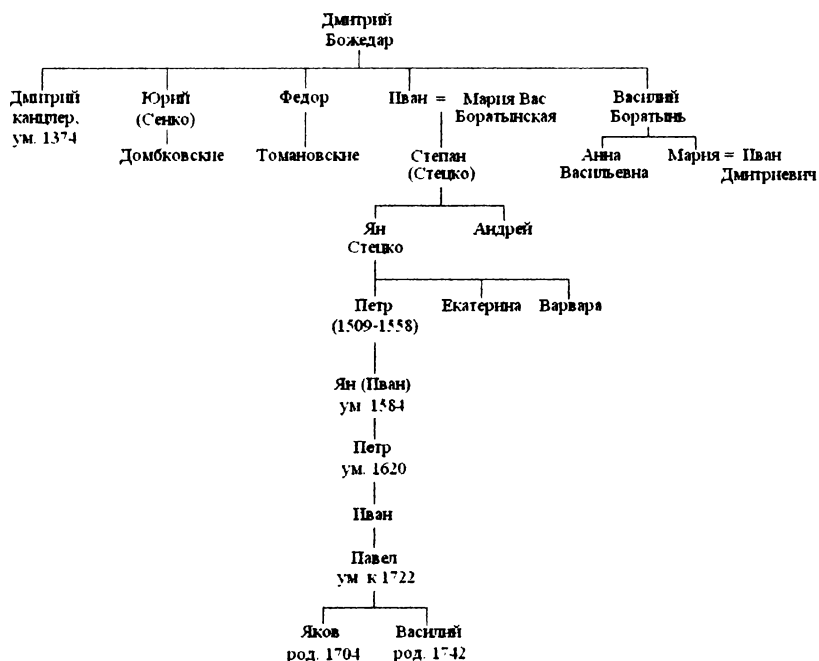 Дмитрий
Божедар
Дмитрий
канцлер,
ум. 1374
Юрий
(Сенко)
Федор
Иван =
Мария Вас
Боратынская
Василий
Боратынь
Домбковские
Томановские
Степан
(Стецко)
Анна
Васильевна
Мария = Иван
Дмитриевич
Ян
Стецко
Андрей
Петр
(1509-1558)
Екатерина
Варвара
Ян (Иван)
ум 1584
Петр
ум. 1620
Иван
Павел
ум к 1722
Яков
род. 1704
Василий
род. 1742